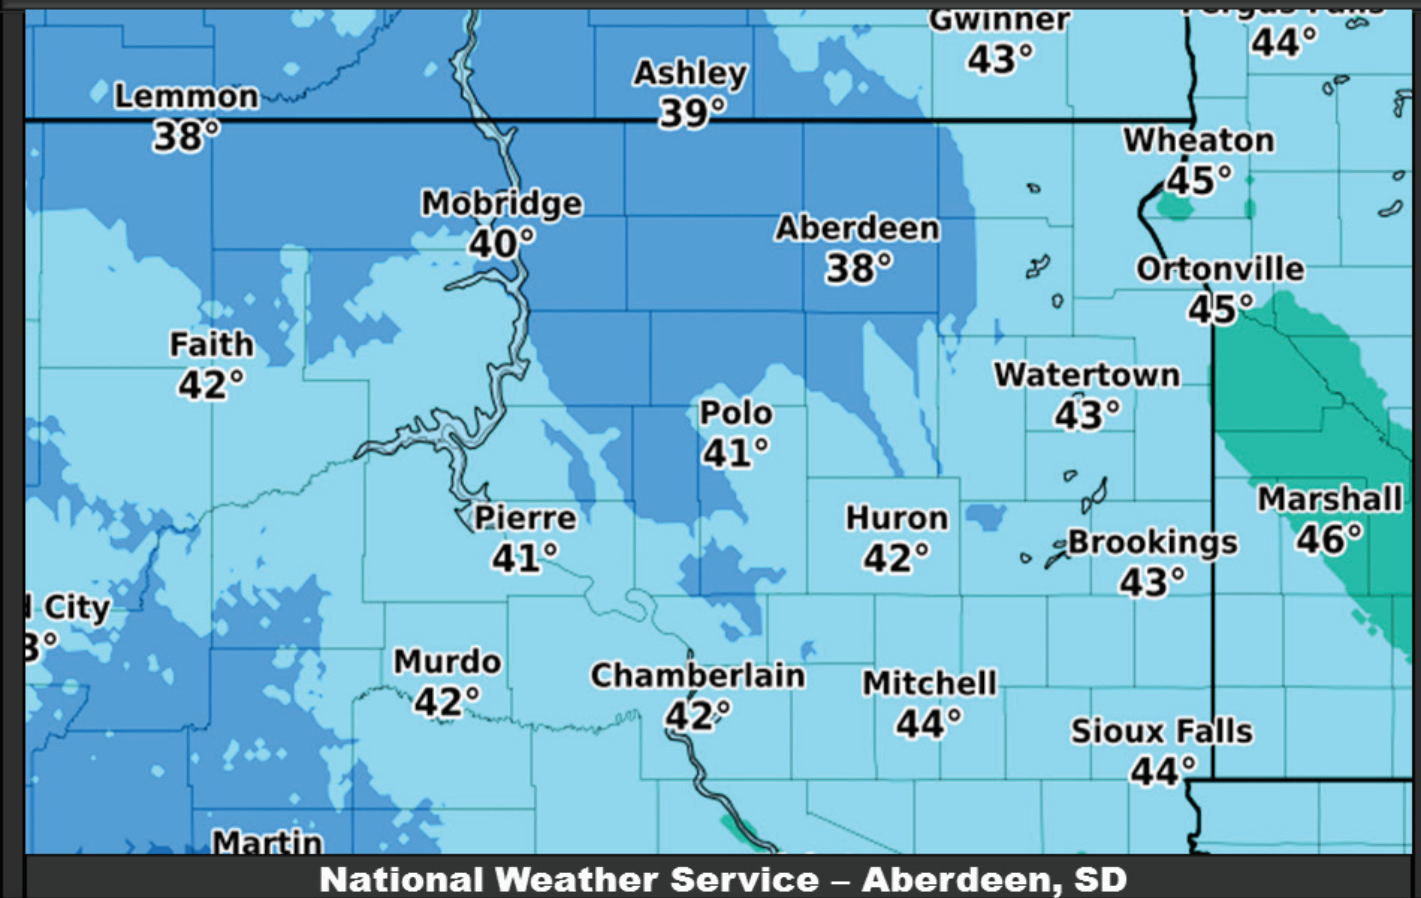 Gwinner
43°
Fergus Falls
44°
Ashley
39°
Lemmon
38°
Wheaton
45°
Mobridge
40°
Aberdeen
38°
Ortonville
45°
Faith
42°
Watertown
43°
Polo
41°
Marshall
46°
Pierre
41°
Huron
42°
Brookings
43°
City
Murdo
42°
Chamberlain
42°
Mitchell
44°
Sioux Falls
44°
Martin
National Weather Service – Aberdeen, SD